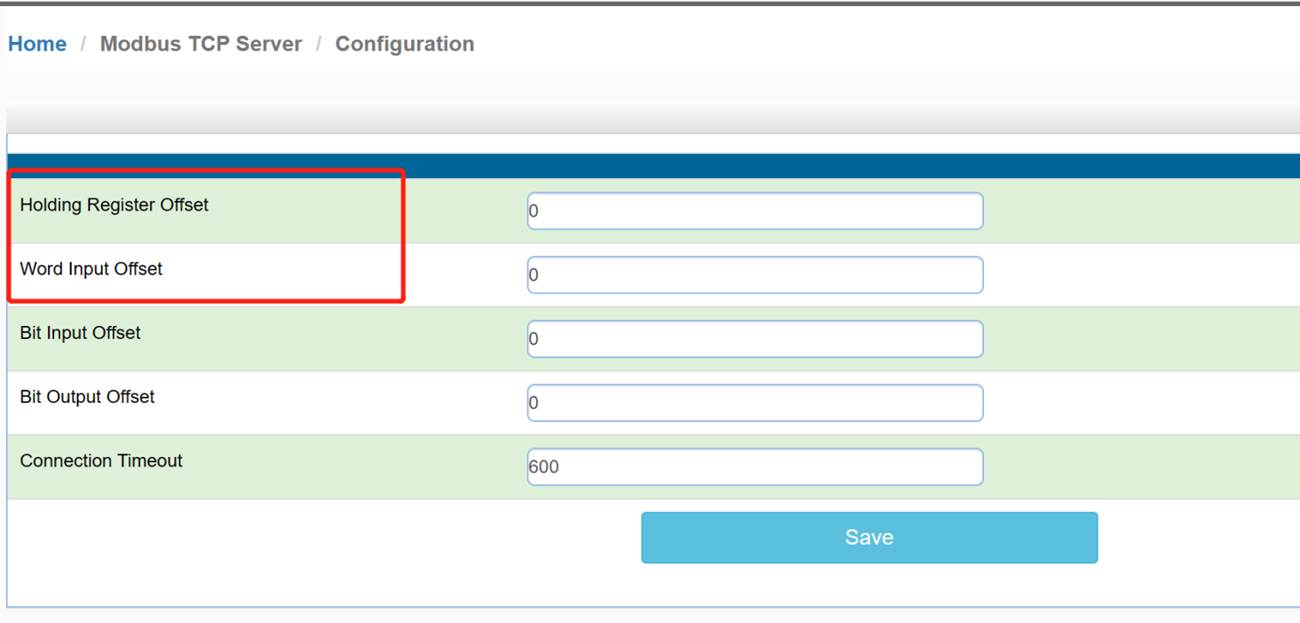 Home / Modbus TCP Server / Configuration
Holding Register Offset 0
Word Input Offset 0
Bit Input Offset 0
Bit Output Offset 0
Connection Timeout 600
Save